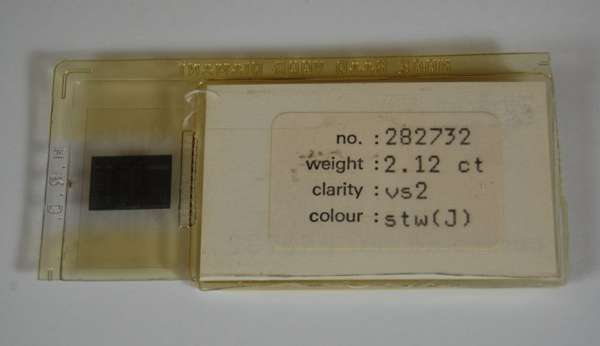 no. : 282732
weight : 2.12 ct
clarity : vs2
colour : stw(J)